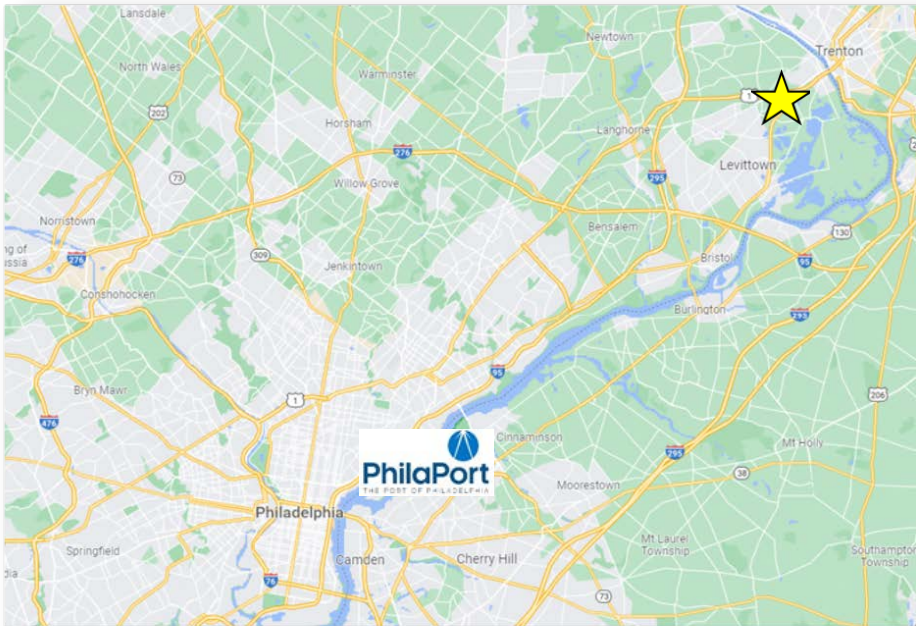 Lansdale
Newtown
Trenton
North Wales
Warminster
1
202
Horsham
Langhorne
276
Levittown
73
295
Willow Grove
Norristown
Bensalem
130
276
309
Bristol
95
Jenkintown
Conshohocken
Burlington
295
95
Bryn Mawr
1
206
476
Cinnaminson
Mt Holly
295
PhilaPort
THE PORT OF PHILADELPHIA
38
Moorestown
Philadelphia
Mt Laurel
Township
Springfield
Camden
Cherry Hill
Southampton
Township
76
73